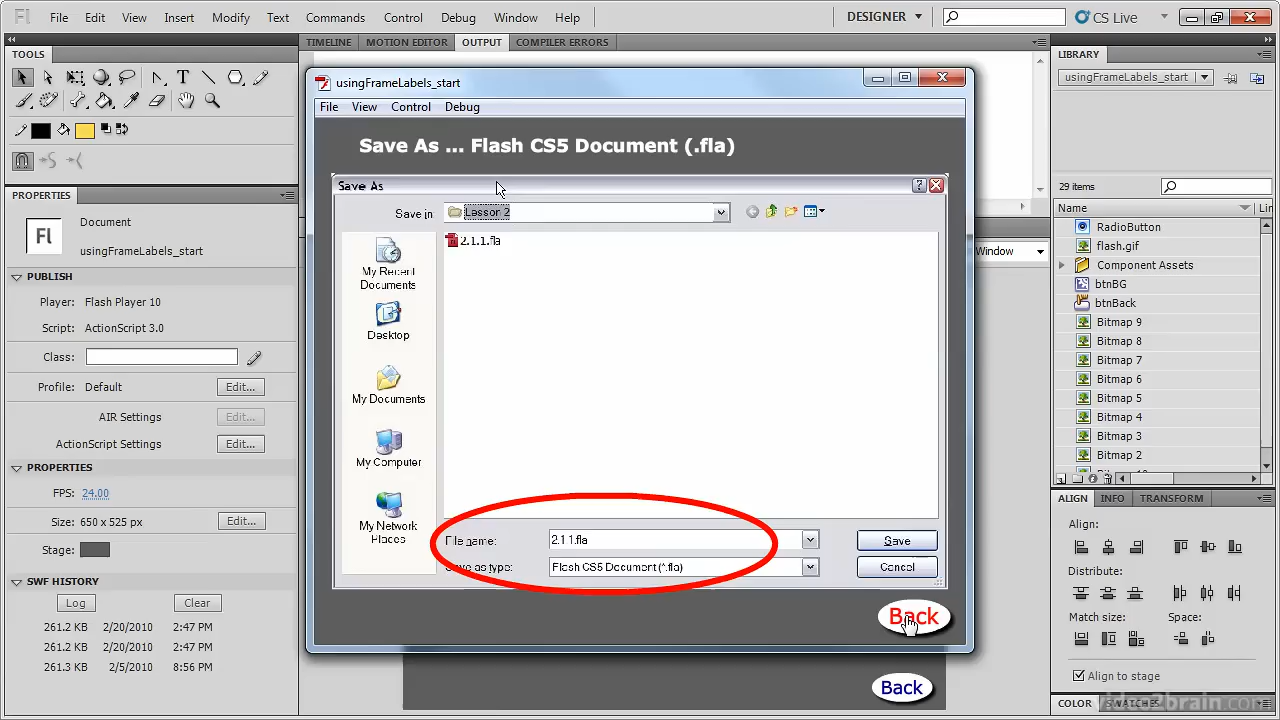 Fl File Edit View Insert Modify Text Commands Control Debug Window Help DESIGNER CS Live
TOOLS
TIMELINE MOTION EDITOR OUTPUT COMPILER ERRORS
LIBRARY
usingFrameLabels_start
usingFrameLabels_start
File View Control Debug
Save As ... Flash CS5 Document (.fla)
Save As
Save in: Lesson 2
2.1.1.fla
My Recent
Documents
Desktop
My Documents
My Computer
My Network
Places
File name: 2.1.1.fla Save
Save as type: Flash CS5 Document (*.fla) Cancel
Back
Back
PROPERTIES
Fl
Document
usingFrameLabels_start
PUBLISH
Player: Flash Player 10
Script: ActionScript 3.0
Class:
Profile: Default Edit...
AIR Settings Edit...
ActionScript Settings Edit...
PROPERTIES
FPS: 24.00
Size: 650 x 525 px Edit...
Stage:
SWF HISTORY
Log Clear
261.2 KB 2/20/2010 2:47 PM
261.2 KB 2/20/2010 2:47 PM
261.3 KB 2/5/2010 8:56 PM
Window
29 items
Name Lin
RadioButton
flash.gif
Component Assets
btnBG
btnBack
Bitmap 9
Bitmap 8
Bitmap 7
Bitmap 6
Bitmap 5
Bitmap 4
Bitmap 3
Bitmap 2
ALIGN INFO TRANSFORM
Align:
Distribute:
Match size: Space:
Align to stage
COLOR SWATCHES
video2brain.com